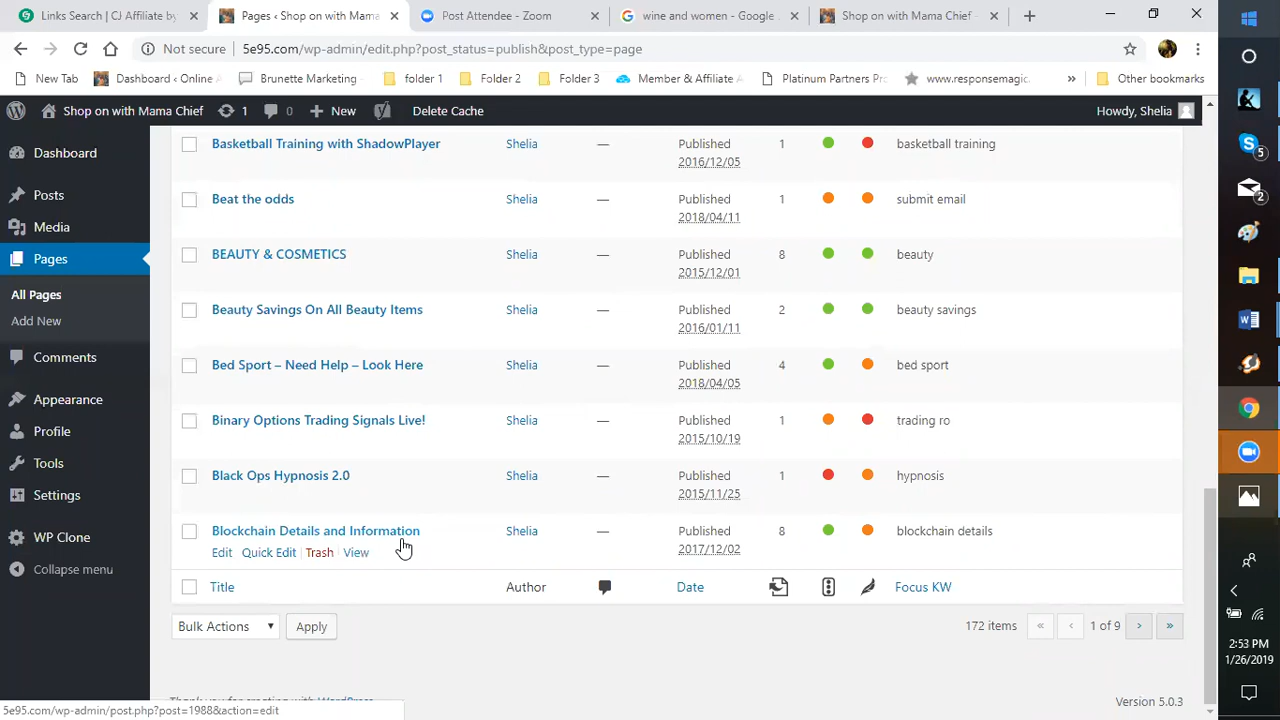 Links Search | CJ Affiliate by
Pages ‹ Shop on with Mama
Post Attendee - Zoom
wine and women - Google
Shop on with Mama Chief -
Not secure
5e95.com/wp-admin/edit.php?post_status=publish&post_type=page
New Tab
Dashboard ‹ Online
Brunette Marketing -
folder 1
Folder 2
Folder 3
Member & Affiliate
Platinum Partners Pr
www.responsemagic.
»
Other bookmarks
Shop on with Mama Chief
1
0
New
Delete Cache
Howdy, Shelia
Dashboard
Posts
Media
Pages
All Pages
Add New
Comments
Appearance
Profile
Tools
Settings
WP Clone
Collapse menu
Basketball Training with ShadowPlayer Shelia — Published 1 basketball training
2016/12/05
Beat the odds Shelia — Published 1 submit email
2018/04/11
BEAUTY & COSMETICS Shelia — Published 8 beauty
2015/12/01
Beauty Savings On All Beauty Items Shelia — Published 2 beauty savings
2016/01/11
Bed Sport – Need Help – Look Here Shelia — Published 4 bed sport
2018/04/05
Binary Options Trading Signals Live! Shelia — Published 1 trading ro
2015/10/19
Black Ops Hypnosis 2.0 Shelia — Published 1 hypnosis
2015/11/25
Blockchain Details and Information Shelia — Published 8 blockchain details
Edit Quick Edit | Trash | View 2017/12/02
Title Author Date Focus KW
Bulk Actions Apply 172 items « ‹ 1 of 9 › »
Version 5.0.3
5e95.com/wp-admin/post.php?post=1988&action=edit
5
2
2:53 PM
1/26/2019